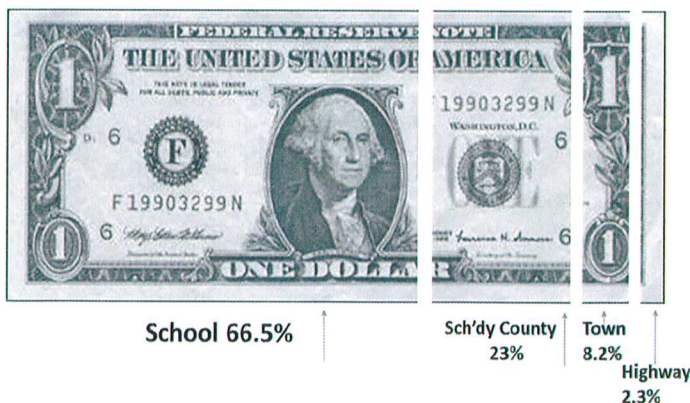 FEDERAL RESERVE NOTE
THE UNITED STATES OF AMERICA
THIS NOTE IS LEGAL TENDER
FOR ALL DEBTS, PUBLIC AND PRIVATE
F19903299N
WASHINGTON, D.C.
6
6
F
F19903299N
6
6
1
1
1
1
ONE DOLLAR
School 66.5%
Sch'dy County
23%
Town
8.2%
Highway
2.3%